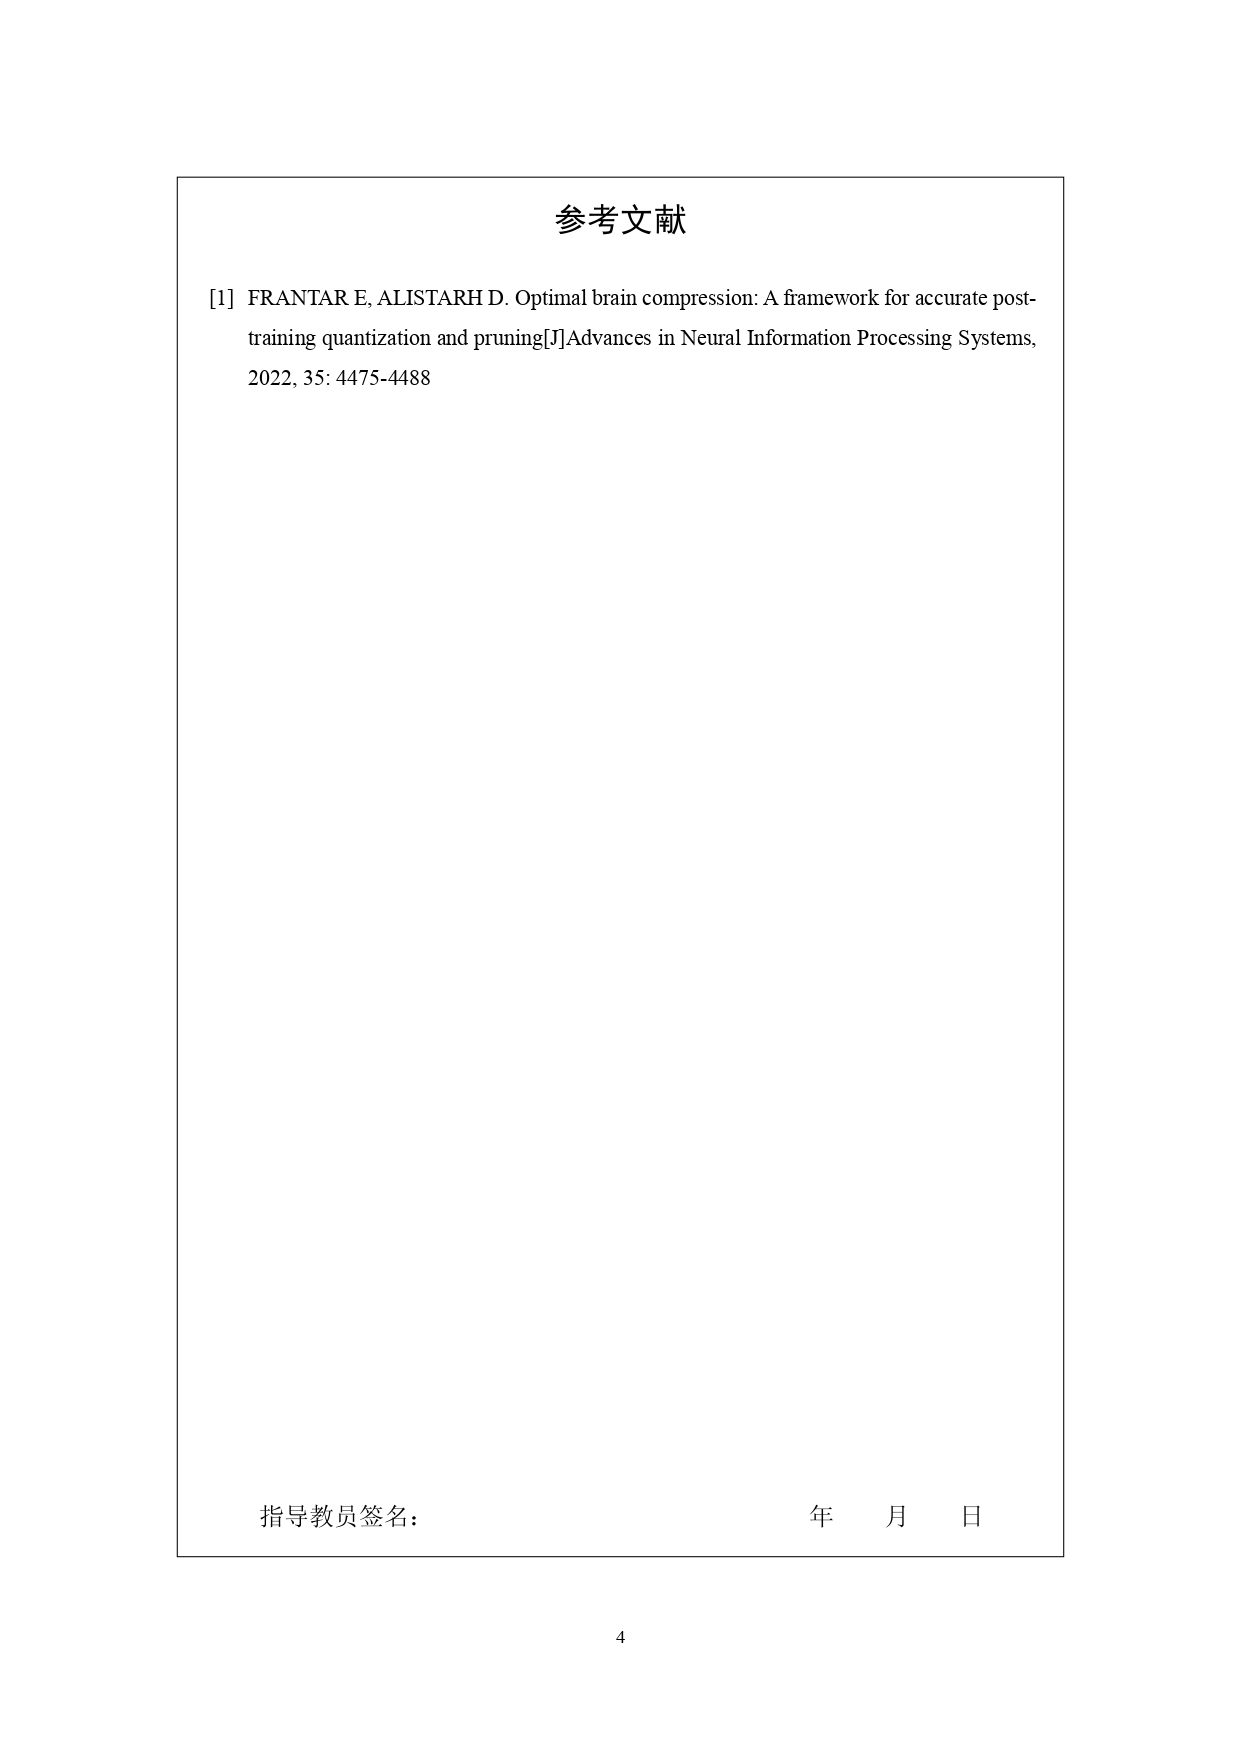 参考文献
[1] FRANTAR E, ALISTARH D. Optimal brain compression: A framework for accurate post-
training quantization and pruning[J]Advances in Neural Information Processing Systems,
2022, 35: 4475-4488
指导教员签名： 年 月 日
4